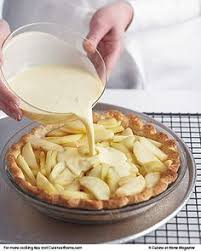 For more cooking tips visit CuisineAtHome.com
© Cuisine at Home Magazine